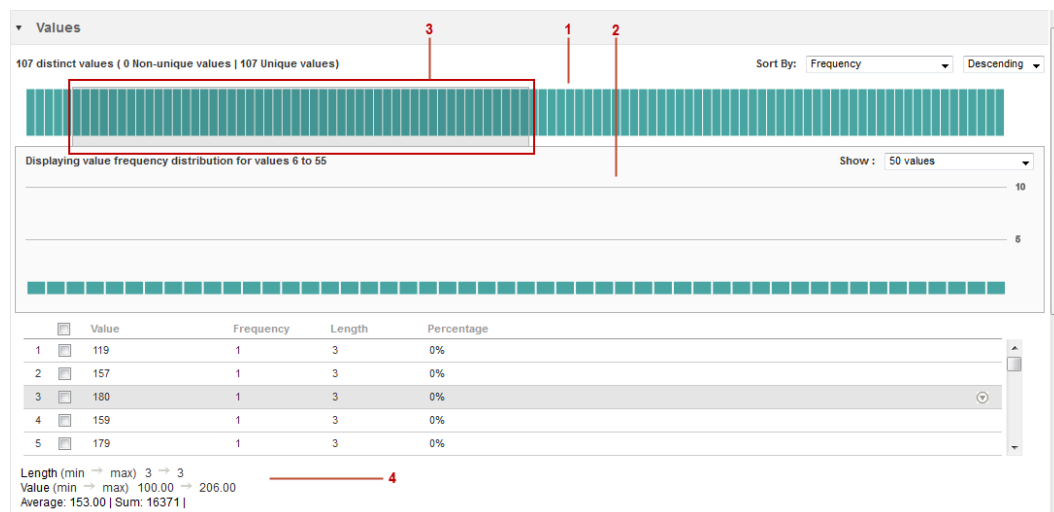 Values
3
1
2
107 distinct values ( 0 Non-unique values | 107 Unique values)
Sort By: Frequency Descending
Displaying value frequency distribution for values 6 to 55
Show : 50 values
10
5
Value Frequency Length Percentage
1 119 1 3 0%
2 157 1 3 0%
3 180 1 3 0%
4 159 1 3 0%
5 179 1 3 0%
Length (min → max) 3 → 3
4
Value (min → max) 100.00 → 206.00
Average: 153.00 | Sum: 16371 |